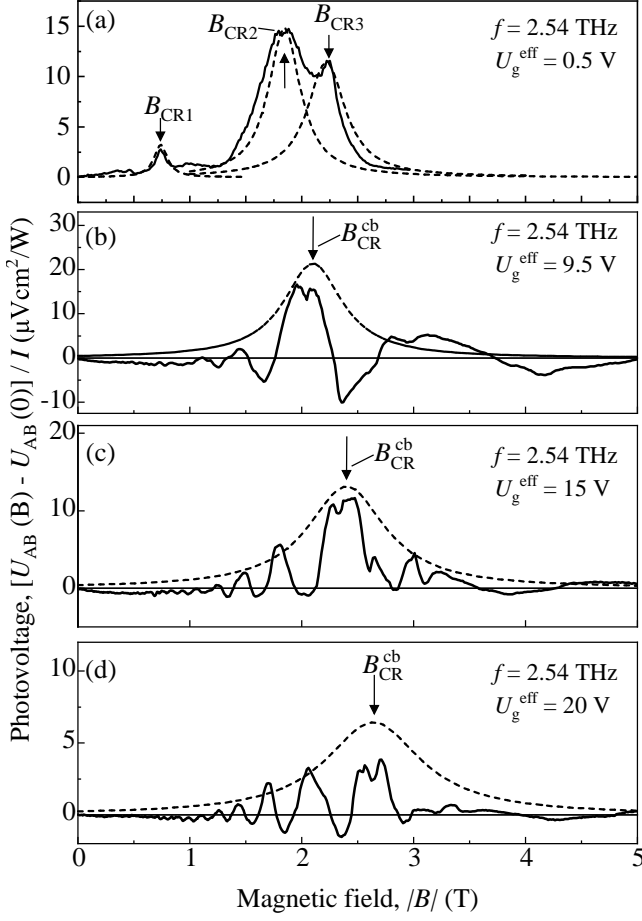 Photovoltage, [U_AB (B) - U_AB (0)] / I (μVcm²/W)
(a)
B_CR1
B_CR2
B_CR3
f = 2.54 THz
U_g^eff = 0.5 V
15
10
5
0
(b)
B_CR^cb
f = 2.54 THz
U_g^eff = 9.5 V
30
20
10
0
-10
(c)
B_CR^cb
f = 2.54 THz
U_g^eff = 15 V
20
10
0
(d)
B_CR^cb
f = 2.54 THz
U_g^eff = 20 V
10
5
0
0 1 2 3 4 5
Magnetic field, |B| (T)